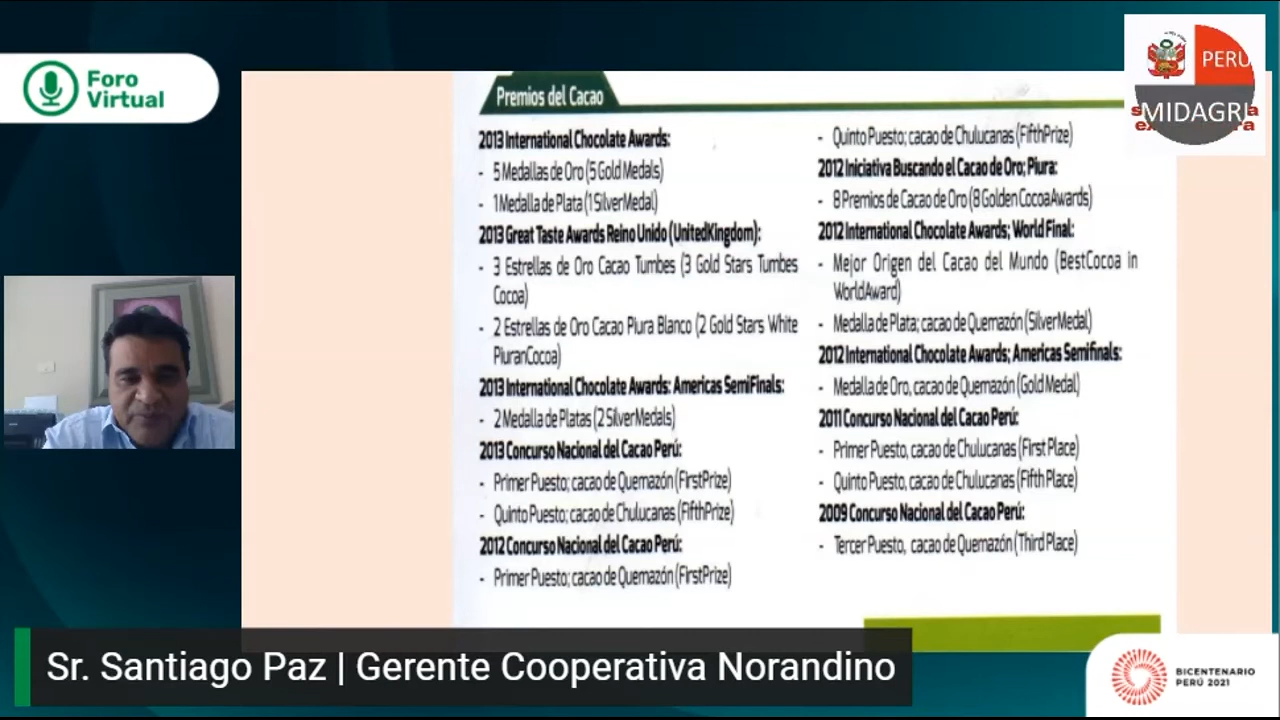 Foro
Virtual
PERÚ
MIDAGRI
Premios del Cacao
2013 International Chocolate Awards:
- 5 Medallas de Oro (5 Gold Medals)
- 1 Medalla de Plata (1 SilverMedal)
2013 Great Taste Awards Reino Unido (UnitedKingdom):
- 3 Estrellas de Oro Cacao Tumbes (3 Gold Stars Tumbes
Cocoa)
- 2 Estrellas de Oro Cacao Piura Blanco (2 Gold Stars White
PiuranCocoa)
2013 International Chocolate Awards: Americas SemiFinals:
- 2 Medalla de Platas (2 SilverMedals)
2013 Concurso Nacional del Cacao Perú:
- Primer Puesto; cacao de Quemazón (FirstPrize)
- Quinto Puesto; cacao de Chulucanas (FifthPrize)
2012 Concurso Nacional del Cacao Perú:
- Primer Puesto; cacao de Quemazón (FirstPrize)
- Quinto Puesto; cacao de Chulucanas (FifthPrize)
2012 Iniciativa Buscando el Cacao de Oro; Piura:
- 8 Premios de Cacao de Oro (8 Golden CocoaAwards)
2012 International Chocolate Awards; World Final:
- Mejor Origen del Cacao del Mundo (BestCocoa in
WorldAward)
- Medalla de Plata; cacao de Quemazón (SilverMedal)
2012 International Chocolate Awards; Americas Semifinals:
- Medalla de Oro, cacao de Quemazón (Gold Medal)
2011 Concurso Nacional del Cacao Perú:
- Primer Puesto, cacao de Chulucanas (First Place)
- Quinto Puesto, cacao de Chulucanas (Fifth Place)
2009 Concurso Nacional del Cacao Perú:
- Tercer Puesto, cacao de Quemazón (Third Place)
Sr. Santiago Paz | Gerente Cooperativa Norandino
BICENTENARIO
PERÚ 2021